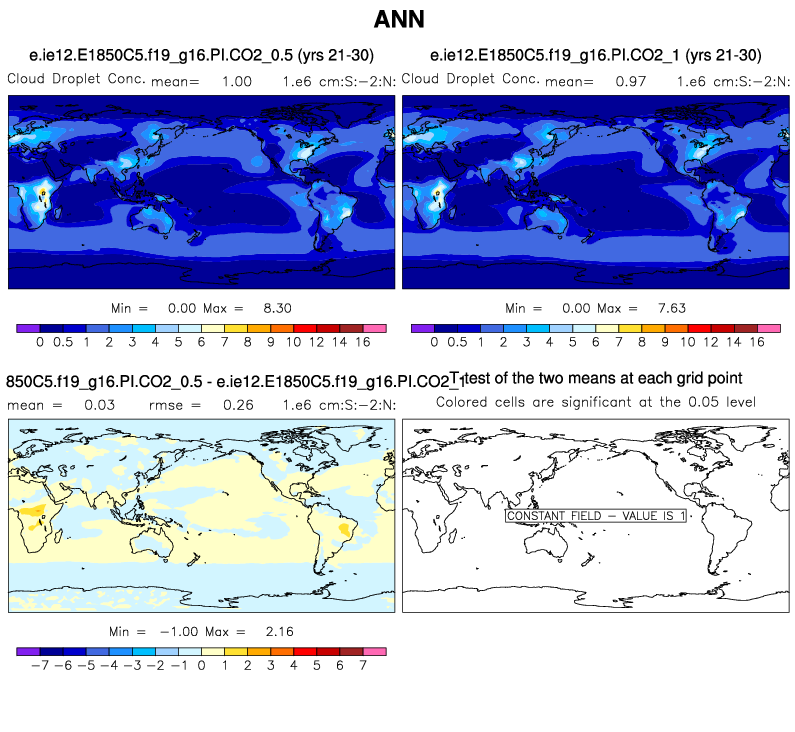 ANN
e.ie12.E1850C5.f19_g16.PI.CO2_0.5 (yrs 21-30)
Cloud Droplet Conc. mean= 1.00 1.e6 cm:S:−2:N:
e.ie12.E1850C5.f19_g16.PI.CO2_1 (yrs 21-30)
Cloud Droplet Conc. mean= 0.97 1.e6 cm:S:−2:N:
Min = 0.00 Max = 8.30
0 0.5 1 2 3 4 5 6 7 8 9 10 12 14 16
Min = 0.00 Max = 7.63
0 0.5 1 2 3 4 5 6 7 8 9 10 12 14 16
850C5.f19_g16.PI.CO2_0.5 - e.ie12.E1850C5.f19_g16.PI.CO2_1
mean = 0.03 rmse = 0.26 1.e6 cm:S:−2:N:
T-test of the two means at each grid point
Colored cells are significant at the 0.05 level
CONSTANT FIELD − VALUE IS 1
Min = −1.00 Max = 2.16
−7 −6 −5 −4 −3 −2 −1 0 1 2 3 4 5 6 7